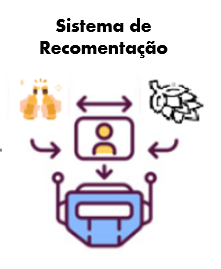 Sistema de
Recomentação